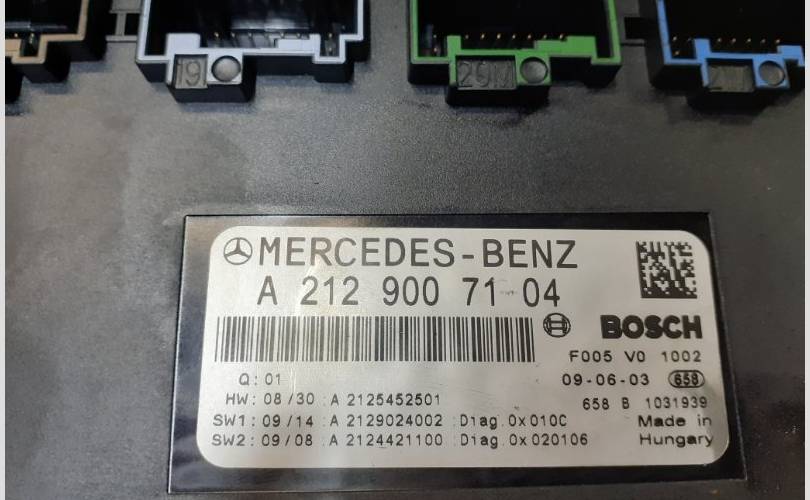 19
29IV
MERCEDES-BENZ
A 212 900 71 04
BOSCH
F005 V0 1002
Q: 01
09-06-03 658
HW: 08/30 A 2125452501
658 B 1031939
SW1: 09/14 : A 2129024002 : Diag.0x010C
Made in
SW2: 09/08 : A 2124421100 : Diag.0x020106
Hungary